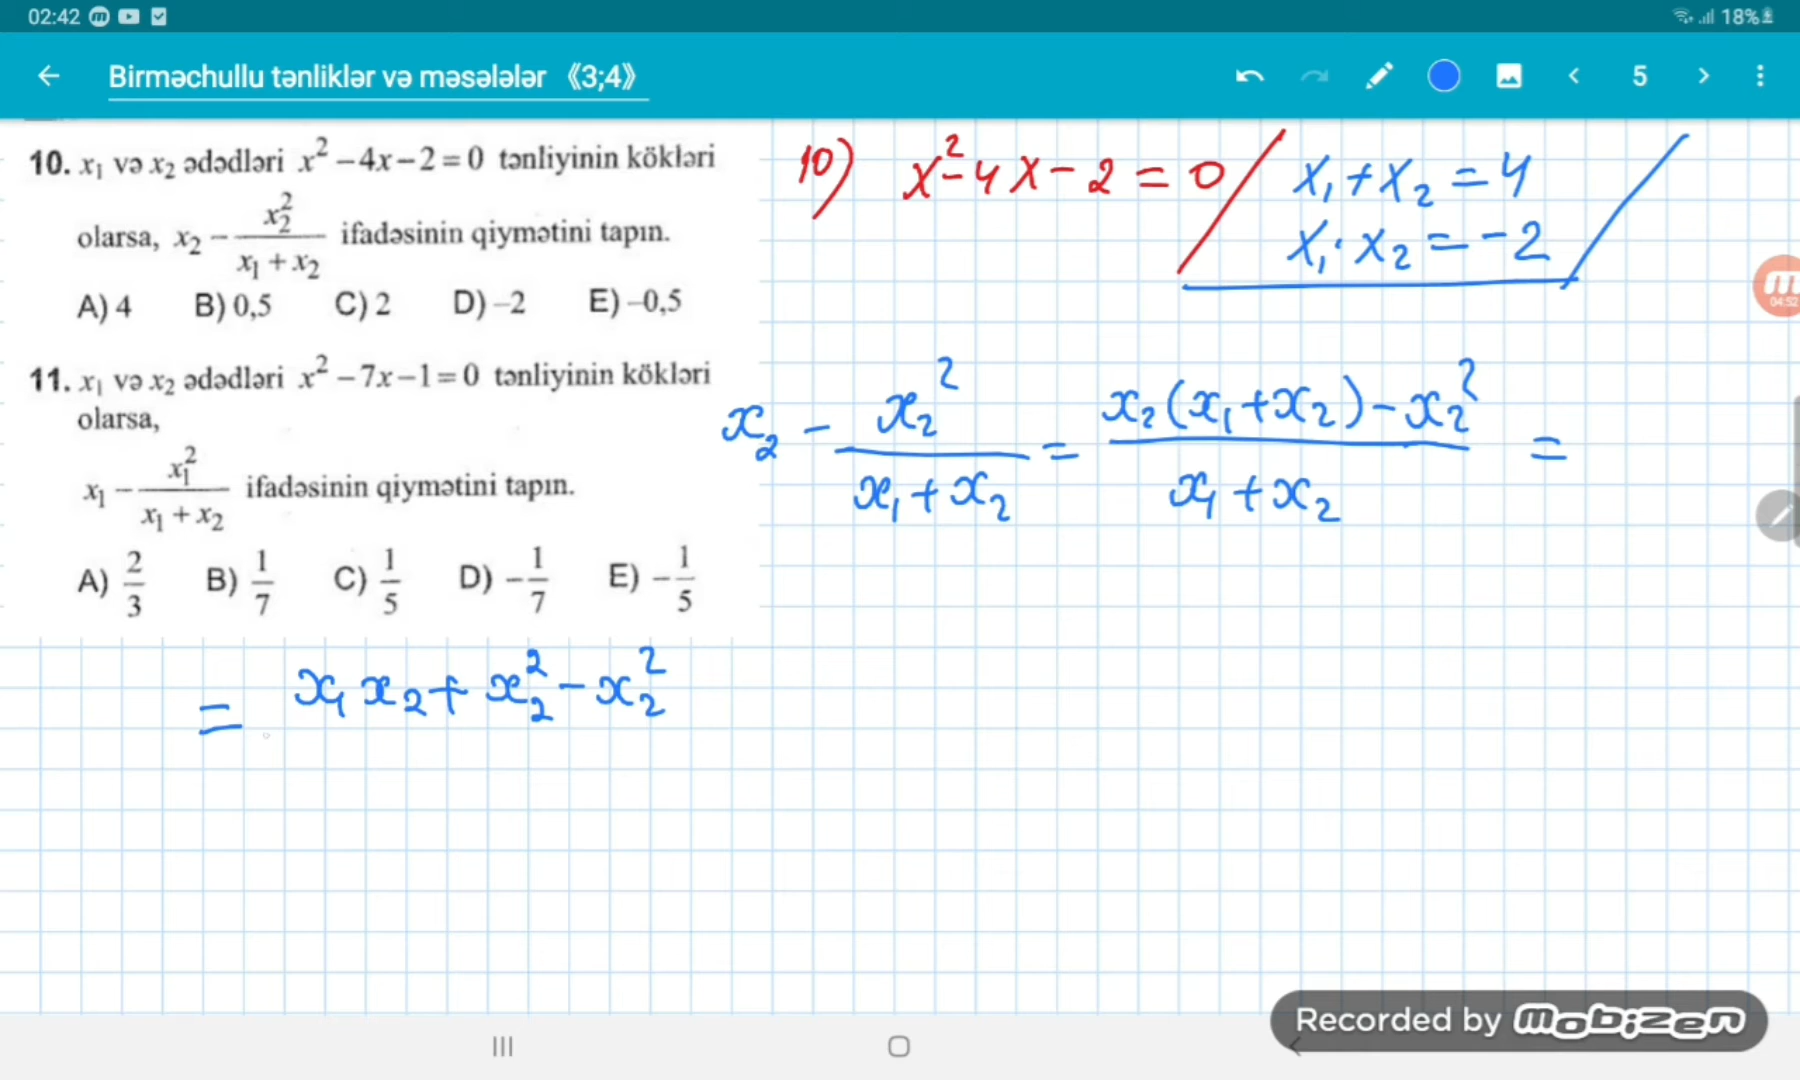 02:42
18%
Birməchullu tənliklər və məsələlər 《3;4》
5
10. x₁ və x₂ ədədləri x² – 4x – 2 = 0 tənliyinin kökləri
olarsa, x₂ – x₂²/(x₁ + x₂) ifadəsinin qiymətini tapın.
A) 4 B) 0,5 C) 2 D) –2 E) –0,5
11. x₁ və x₂ ədədləri x² – 7x – 1 = 0 tənliyinin kökləri
olarsa,
x₁ – x₁²/(x₁ + x₂) ifadəsinin qiymətini tapın.
A) 2/3 B) 1/7 C) 1/5 D) –1/7 E) –1/5
10) x² – 4x – 2 = 0 / x₁ + x₂ = 4 /
x₁ · x₂ = –2
x₂ – x₂²/(x₁ + x₂) = (x₂(x₁ + x₂) – x₂²)/(x₁ + x₂) =
= x₁x₂ + x₂² – x₂²
04:52
Recorded by Mobizen